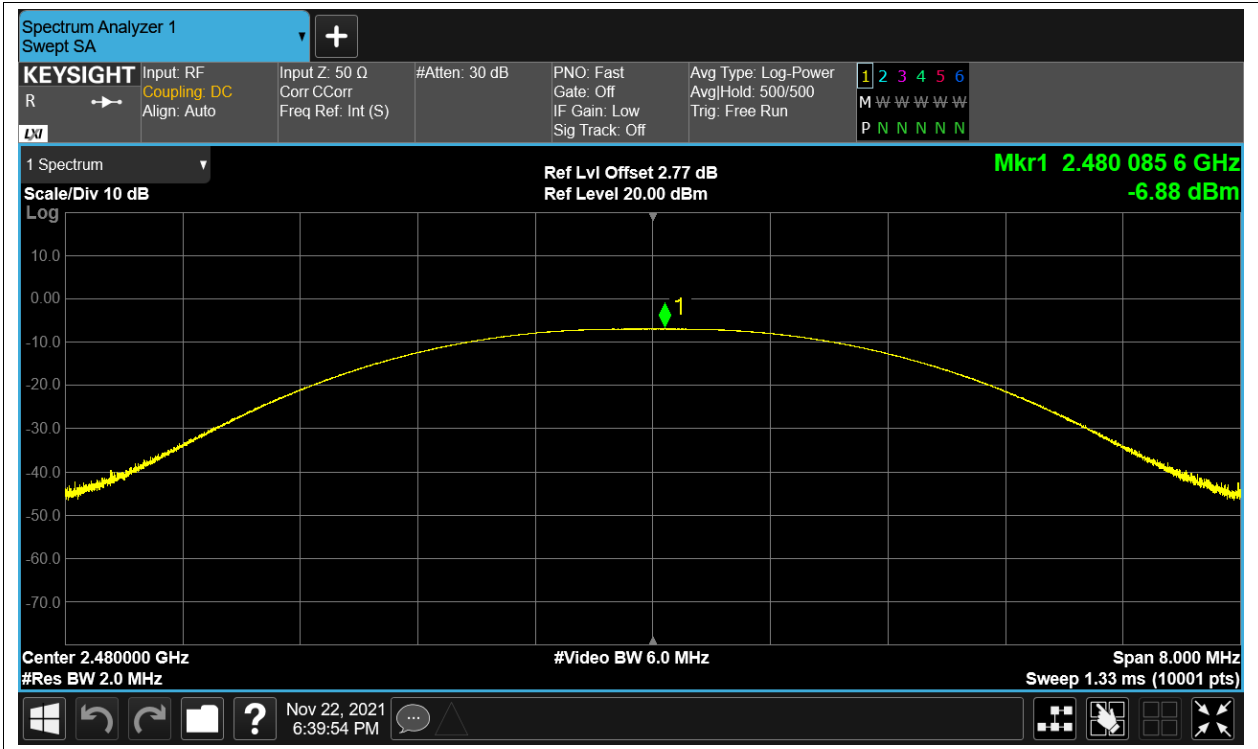 Spectrum Analyzer 1
Swept SA
KEYSIGHT
R
LXI
Input: RF
Coupling: DC
Align: Auto
Input Z: 50 Ω
Corr CCorr
Freq Ref: Int (S)
#Atten: 30 dB
PNO: Fast
Gate: Off
IF Gain: Low
Sig Track: Off
Avg Type: Log-Power
Avg|Hold: 500/500
Trig: Free Run
1 2 3 4 5 6
M W W W W W
P N N N N N
1 Spectrum
Scale/Div 10 dB
Log
Ref Lvl Offset 2.77 dB
Ref Level 20.00 dBm
Mkr1 2.480 085 6 GHz
-6.88 dBm
10.0
0.00
-10.0
-20.0
-30.0
-40.0
-50.0
-60.0
-70.0
1
Center 2.480000 GHz
#Res BW 2.0 MHz
#Video BW 6.0 MHz
Span 8.000 MHz
Sweep 1.33 ms (10001 pts)
?
Nov 22, 2021
6:39:54 PM